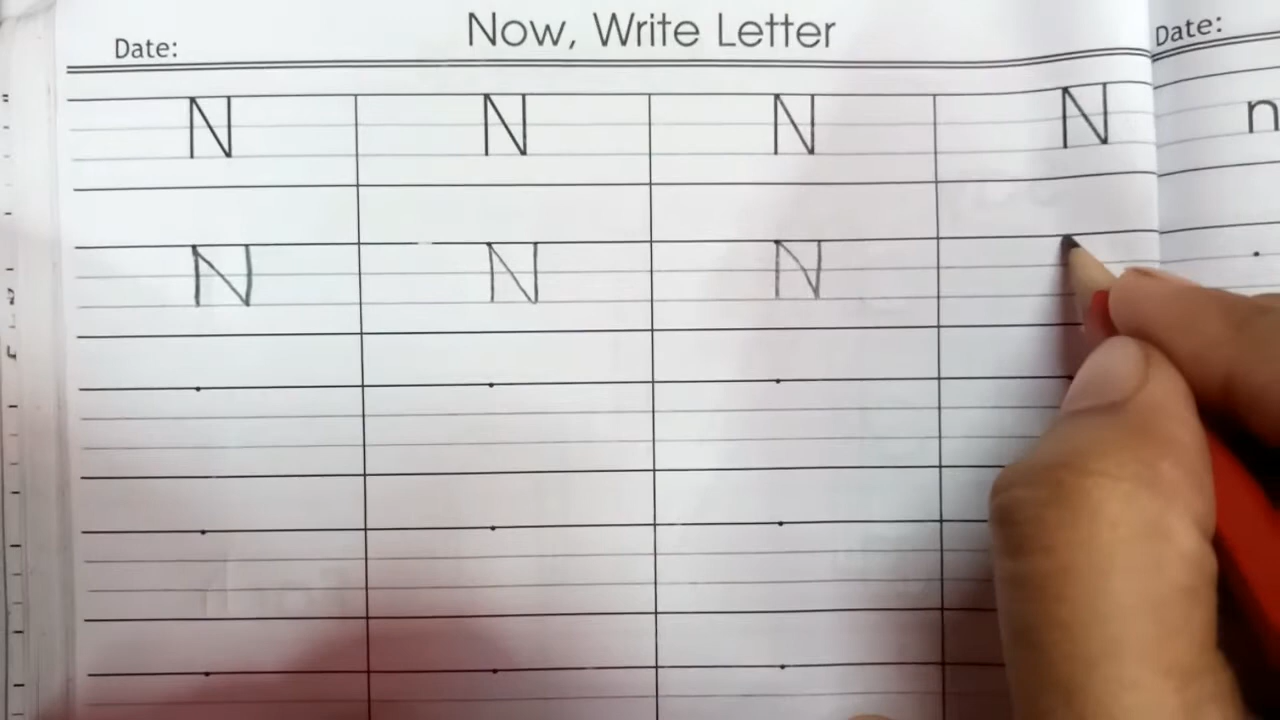 Now, Write Letter
Date:
Date:
N N N N n
N N N